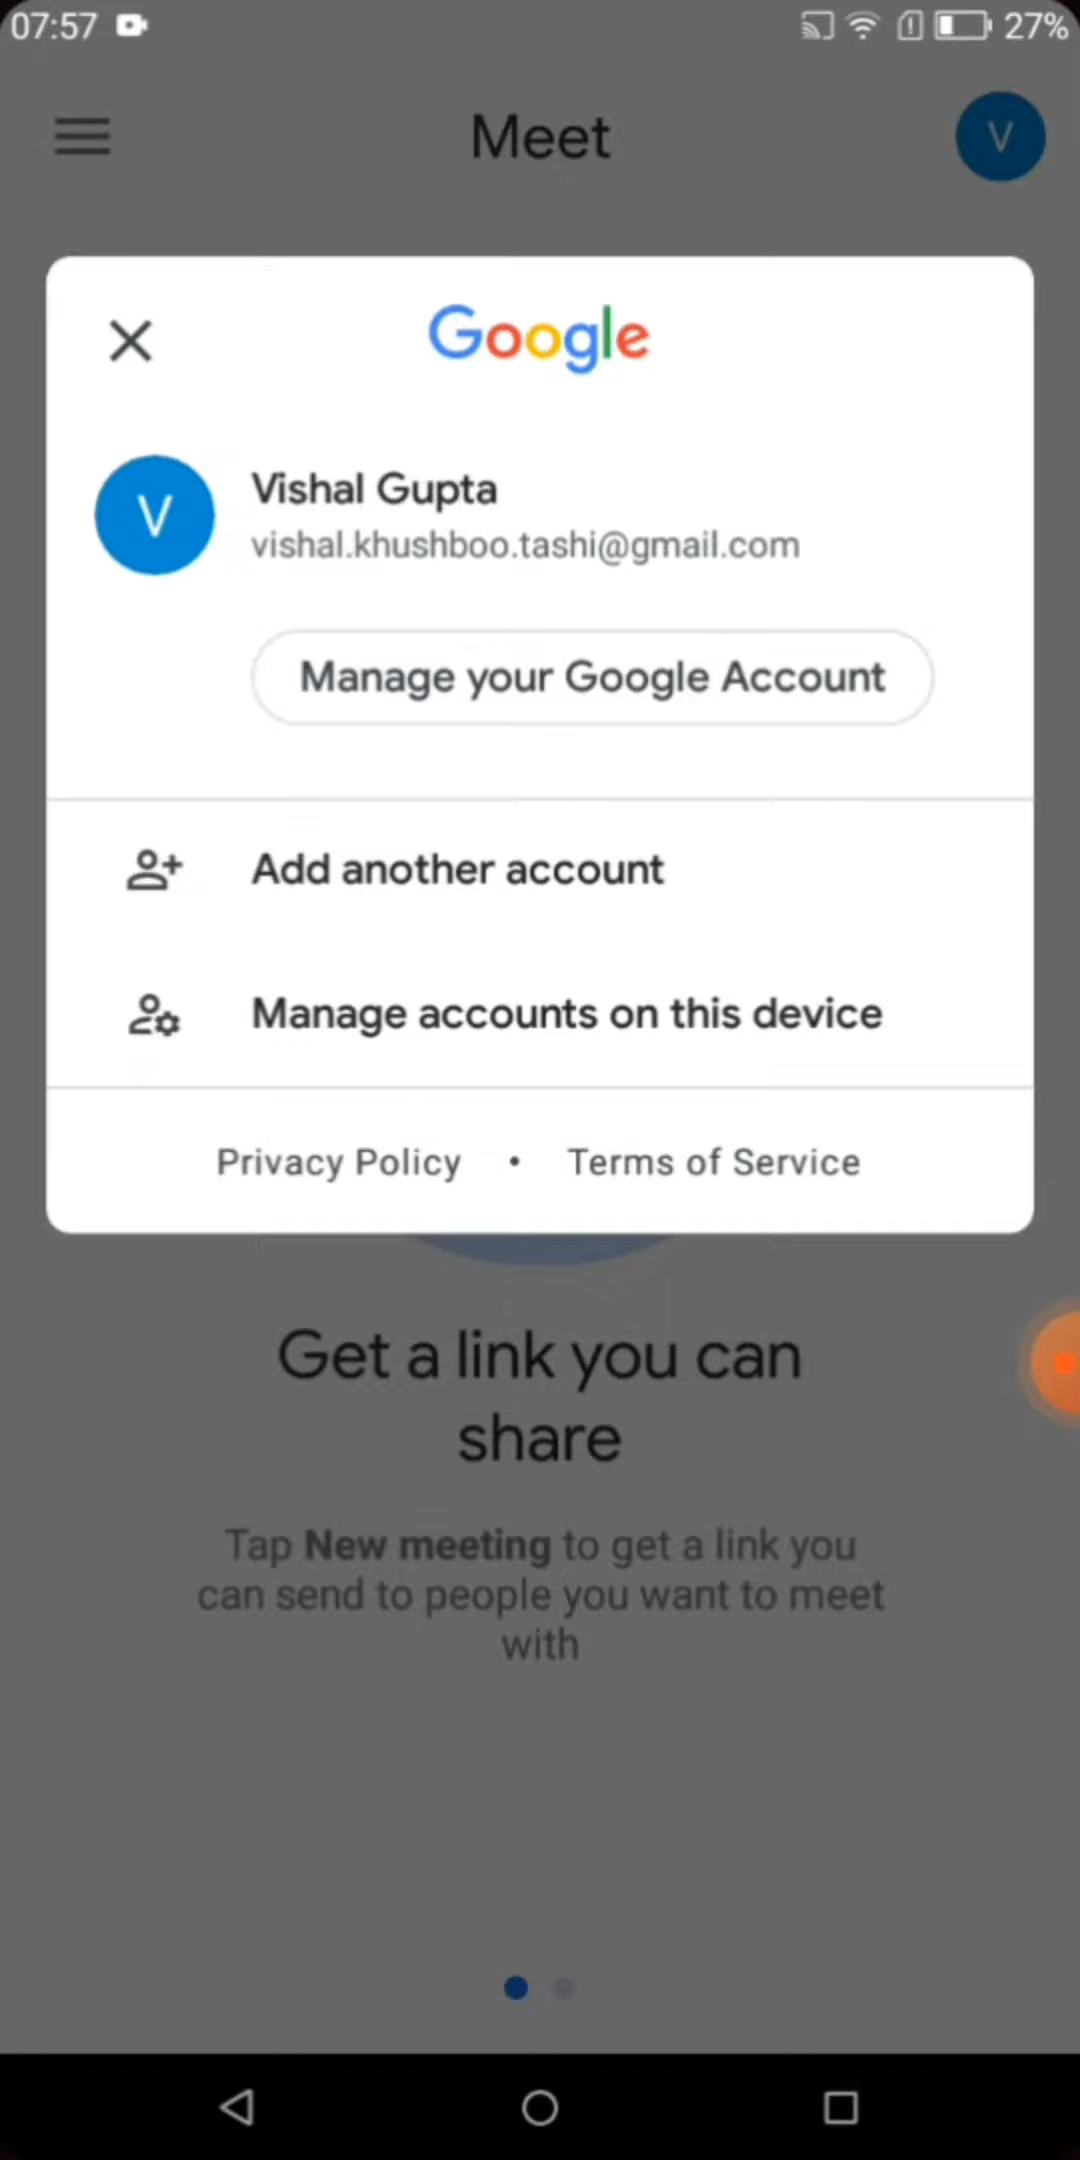 07:57 27%
Meet V
Google
V Vishal Gupta
vishal.khushboo.tashi@gmail.com
Manage your Google Account
Add another account
Manage accounts on this device
Privacy Policy • Terms of Service
Get a link you can
share
Tap New meeting to get a link you
can send to people you want to meet
with